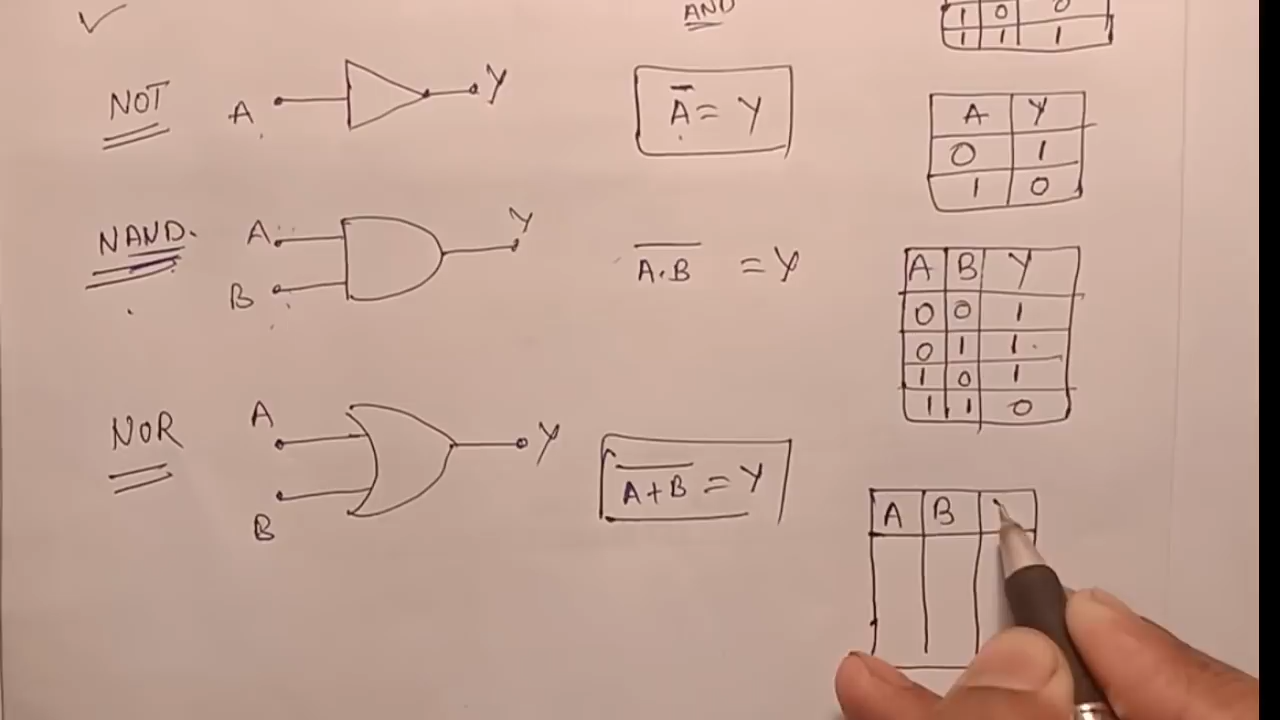 AND
1 0 0
1 1 1
NOT A Y A̅ = Y
A Y
0 1
1 0
NAND. A B Y A̅.̅B̅ = Y
A B Y
0 0 1
0 1 1
1 0 1
1 1 0
NOR A B Y A̅+̅B̅ = Y
A B